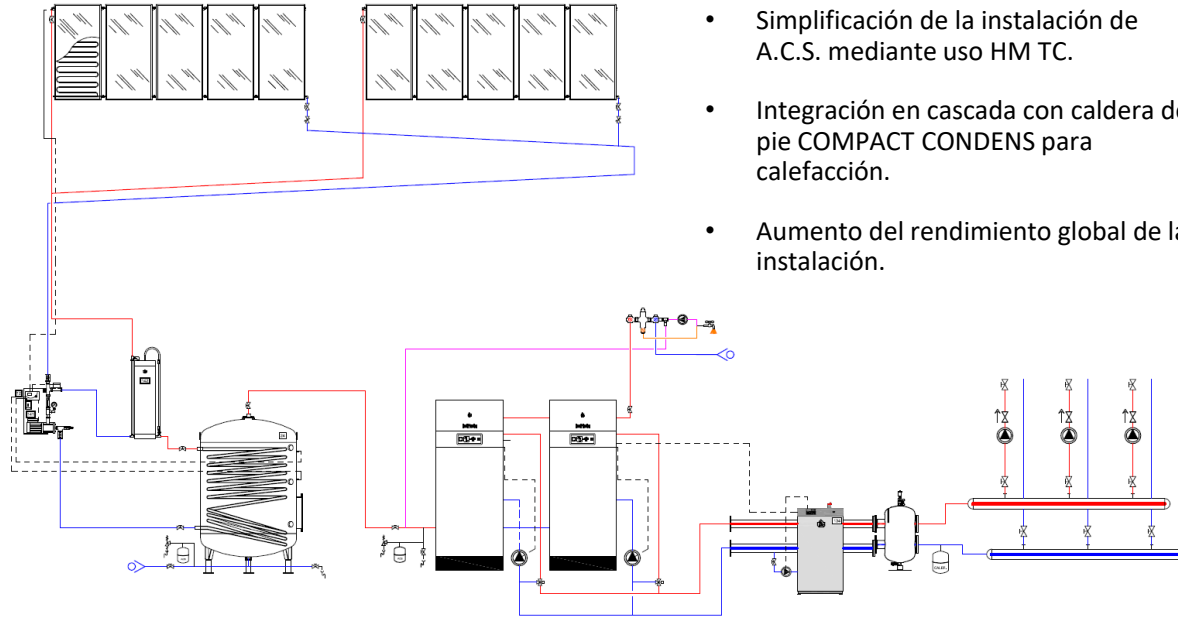 • Simplificación de la instalación de
A.C.S. mediante uso HM TC.
• Integración en cascada con caldera de
pie COMPACT CONDENS para
calefacción.
• Aumento del rendimiento global de la
instalación.